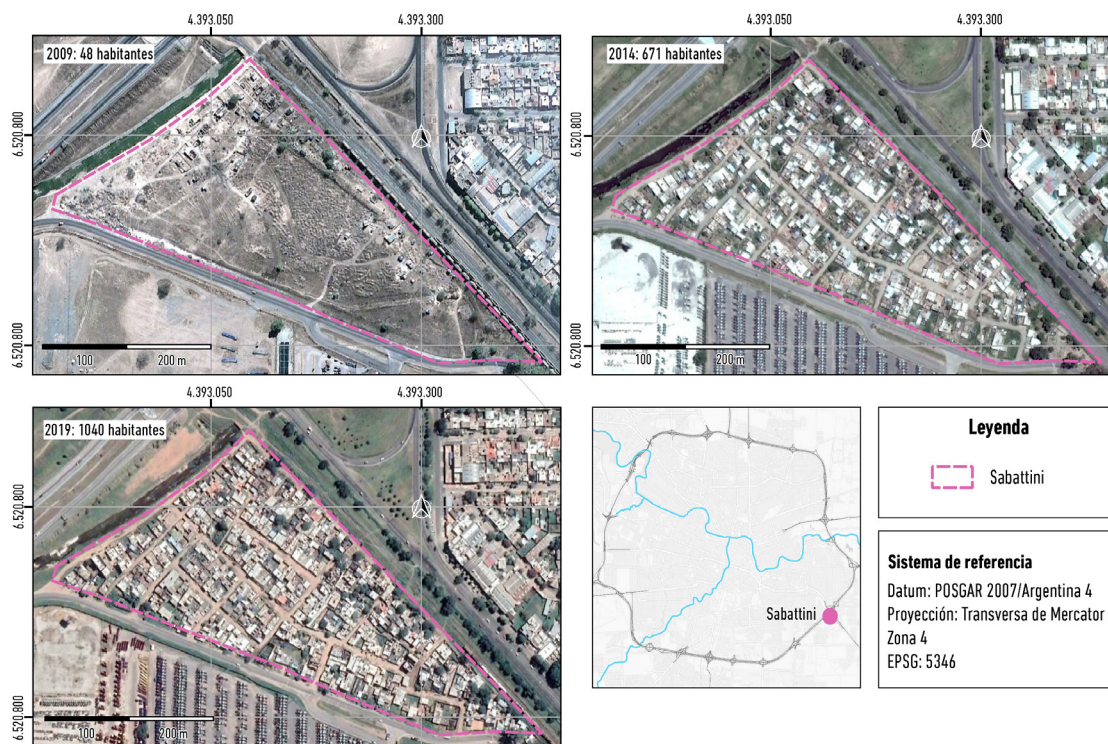 4.393.050
4.393.300
4.393.050
4.393.300
2009: 48 habitantes
2014: 671 habitantes
6.520.800
6.520.800
6.520.800
6.520.800
100
200 m
100
200 m
4.393.050
4.393.300
2019: 1040 habitantes
6.520.800
6.520.800
100
200 m
Sabattini
Leyenda
Sabattini
Sistema de referencia
Datum: POSGAR 2007/Argentina 4
Proyección: Transversa de Mercator
Zona 4
EPSG: 5346